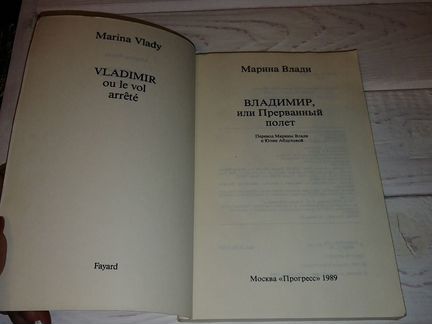 Marina Vlady
VLADIMIR
ou le vol
arrêté
Fayard
Марина Влади
ВЛАДИМИР,
или Прерванный
полет
Перевод Марины Влади
и Юлии Абдуловой
Москва «Прогресс» 1989